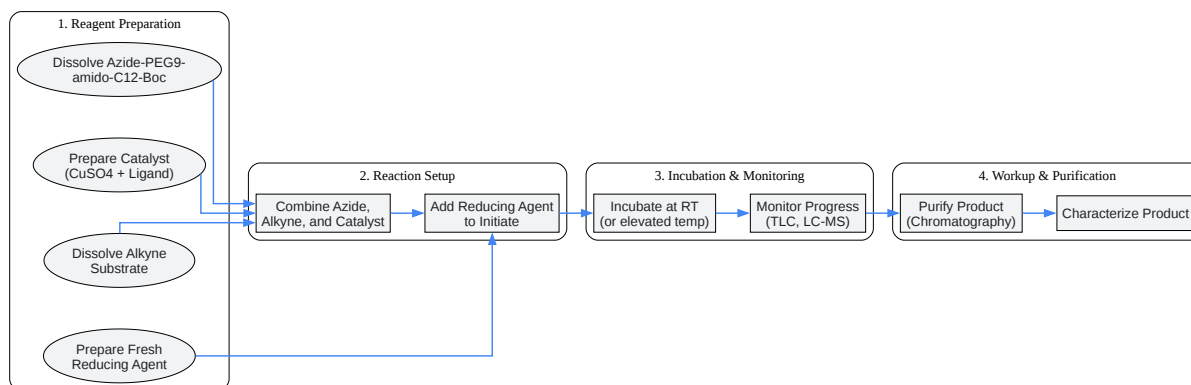 1. Reagent Preparation
Dissolve Azide-PEG9-
amido-C12-Boc
Prepare Catalyst
(CuSO4 + Ligand)
Dissolve Alkyne
Substrate
Prepare Fresh
Reducing Agent
2. Reaction Setup
Combine Azide,
Alkyne, and Catalyst
Add Reducing Agent
to Initiate
3. Incubation & Monitoring
Incubate at RT
(or elevated temp)
Monitor Progress
(TLC, LC-MS)
4. Workup & Purification
Purify Product
(Chromatography)
Characterize Product